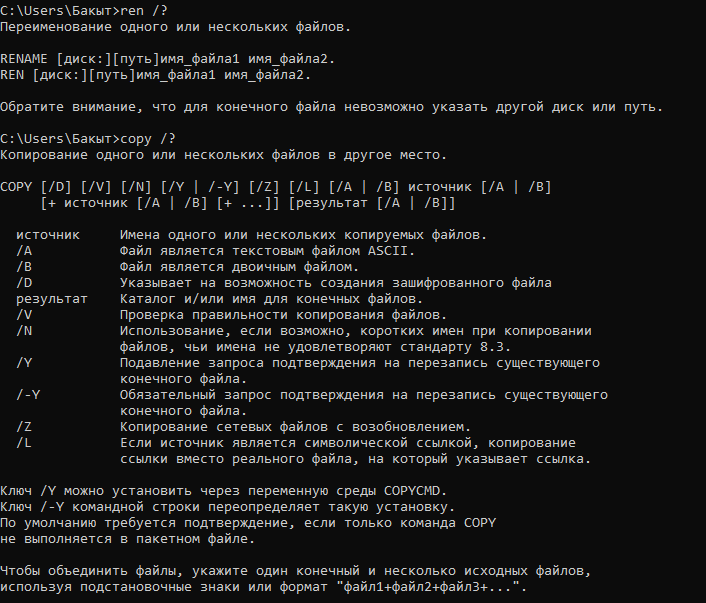 C:\Users\Бакыт>ren /?
Переименование одного или нескольких файлов.

RENAME [диск:][путь]имя_файла1 имя_файла2.
REN [диск:][путь]имя_файла1 имя_файла2.

Обратите внимание, что для конечного файла невозможно указать другой диск или путь.

C:\Users\Бакыт>copy /?
Копирование одного или нескольких файлов в другое место.

COPY [/D] [/V] [/N] [/Y | /-Y] [/Z] [/L] [/A | /B] источник [/A | /B]
     [+ источник [/A | /B] [+ ...]] [результат [/A | /B]]

  источник     Имена одного или нескольких копируемых файлов.
  /A           Файл является текстовым файлом ASCII.
  /B           Файл является двоичным файлом.
  /D           Указывает на возможность создания зашифрованного файла
  результат    Каталог и/или имя для конечных файлов.
  /V           Проверка правильности копирования файлов.
  /N           Использование, если возможно, коротких имен при копировании
               файлов, чьи имена не удовлетворяют стандарту 8.3.
  /Y           Подавление запроса подтверждения на перезапись существующего
               конечного файла.
  /-Y          Обязательный запрос подтверждения на перезапись существующего
               конечного файла.
  /Z           Копирование сетевых файлов с возобновлением.
  /L           Если источник является символической ссылкой, копирование
               ссылки вместо реального файла, на который указывает ссылка.

Ключ /Y можно установить через переменную среды COPYCMD.
Ключ /-Y командной строки переопределяет такую установку.
По умолчанию требуется подтверждение, если только команда COPY
не выполняется в пакетном файле.

Чтобы объединить файлы, укажите один конечный и несколько исходных файлов,
используя подстановочные знаки или формат "файл1+файл2+файл3+...".